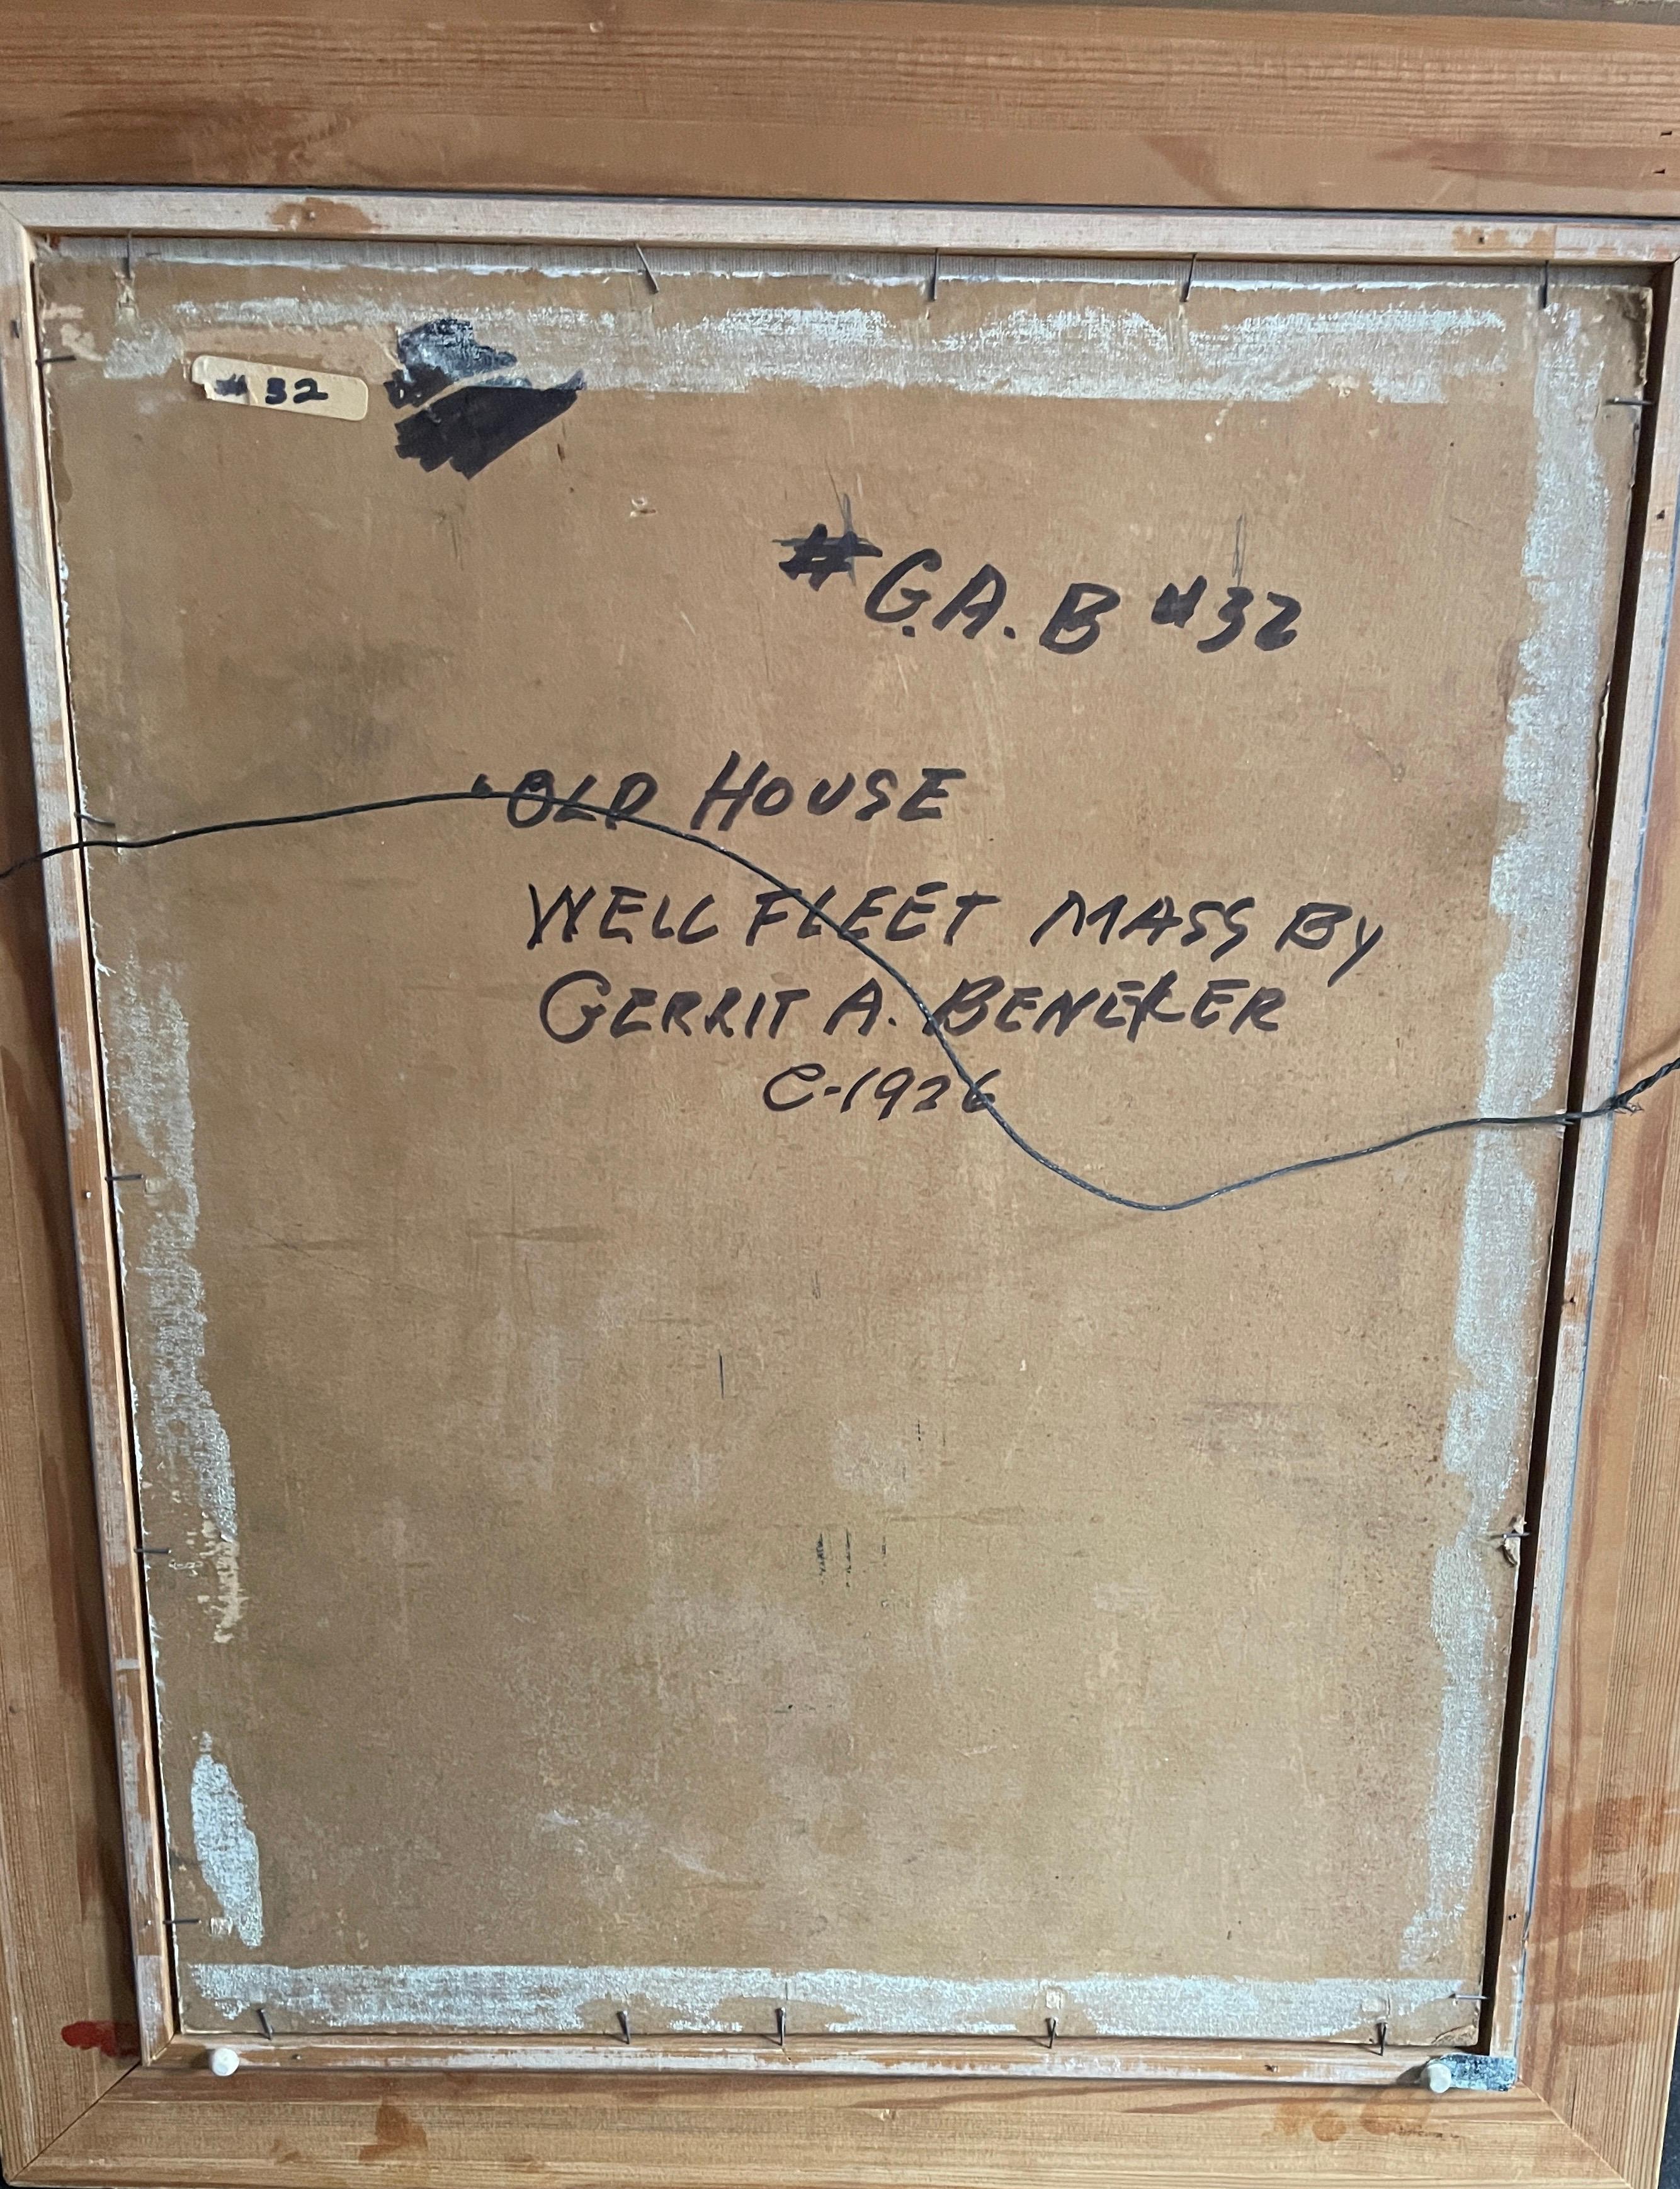 # 32
#G.A.B #32
"OLD HOUSE
WELLFLEET MASS By
GERRIT A. BENEKER
C-1926